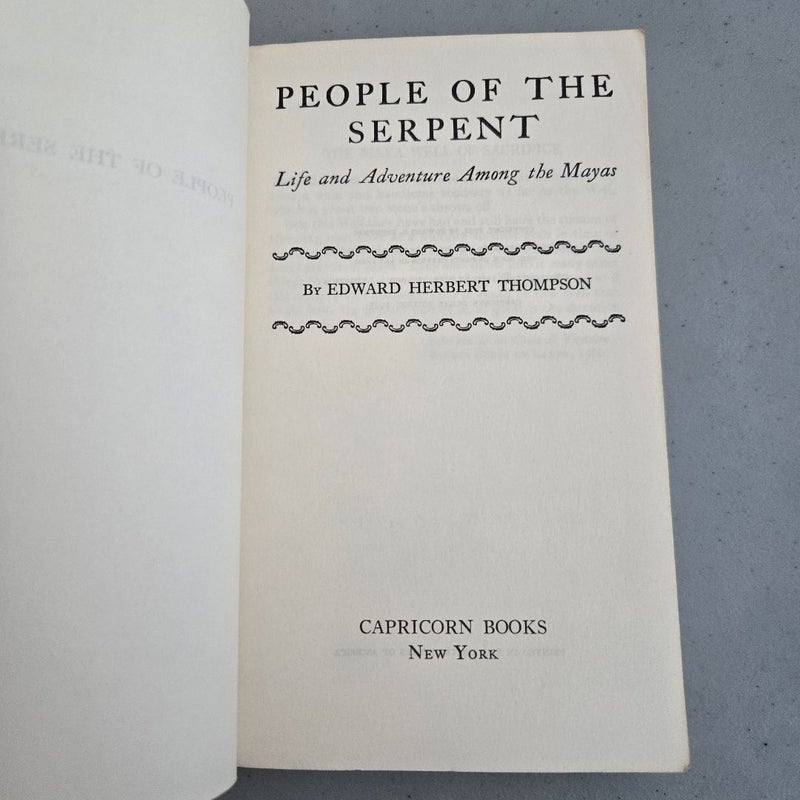 PEOPLE OF THE
SERPENT
Life and Adventure Among the Mayas
By EDWARD HERBERT THOMPSON
CAPRICORN BOOKS
New York